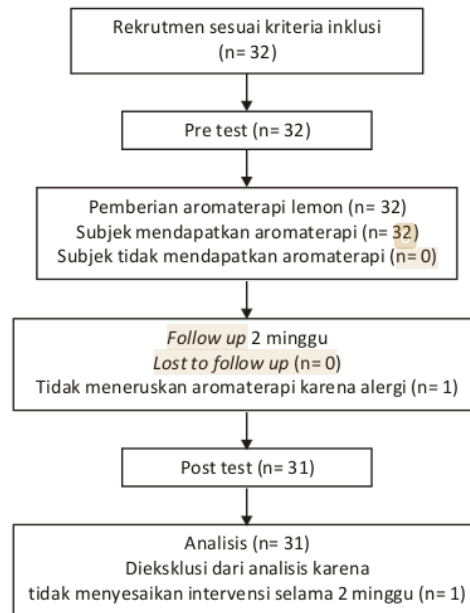 Rekrutmen sesuai kriteria inklusi
(n= 32)
Pre test (n= 32)
Pemberian aromaterapi lemon (n= 32)
Subjek mendapatkan aromaterapi (n= 32)
Subjek tidak mendapatkan aromaterapi (n= 0)
Follow up 2 minggu
Lost to follow up (n= 0)
Tidak meneruskan aromaterapi karena alergi (n= 1)
Post test (n= 31)
Analisis (n= 31)
Dieksklusi dari analisis karena
tidak menyesaikan intervensi selama 2 minggu (n= 1)